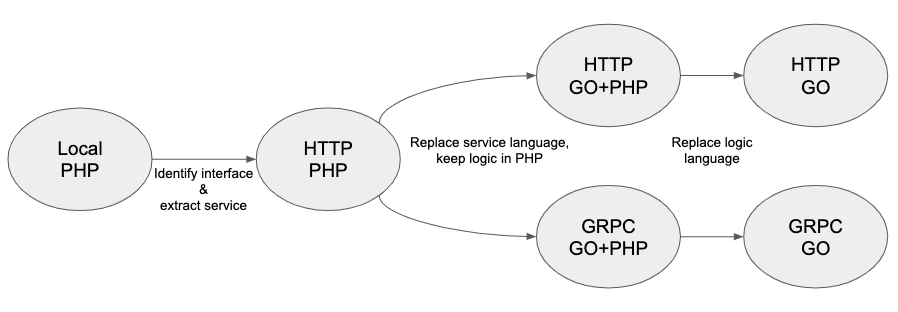 Local
PHP
Identify interface
&
extract service
HTTP
PHP
Replace service language,
keep logic in PHP
HTTP
GO+PHP
GRPC
GO+PHP
Replace logic
language
HTTP
GO
GRPC
GO